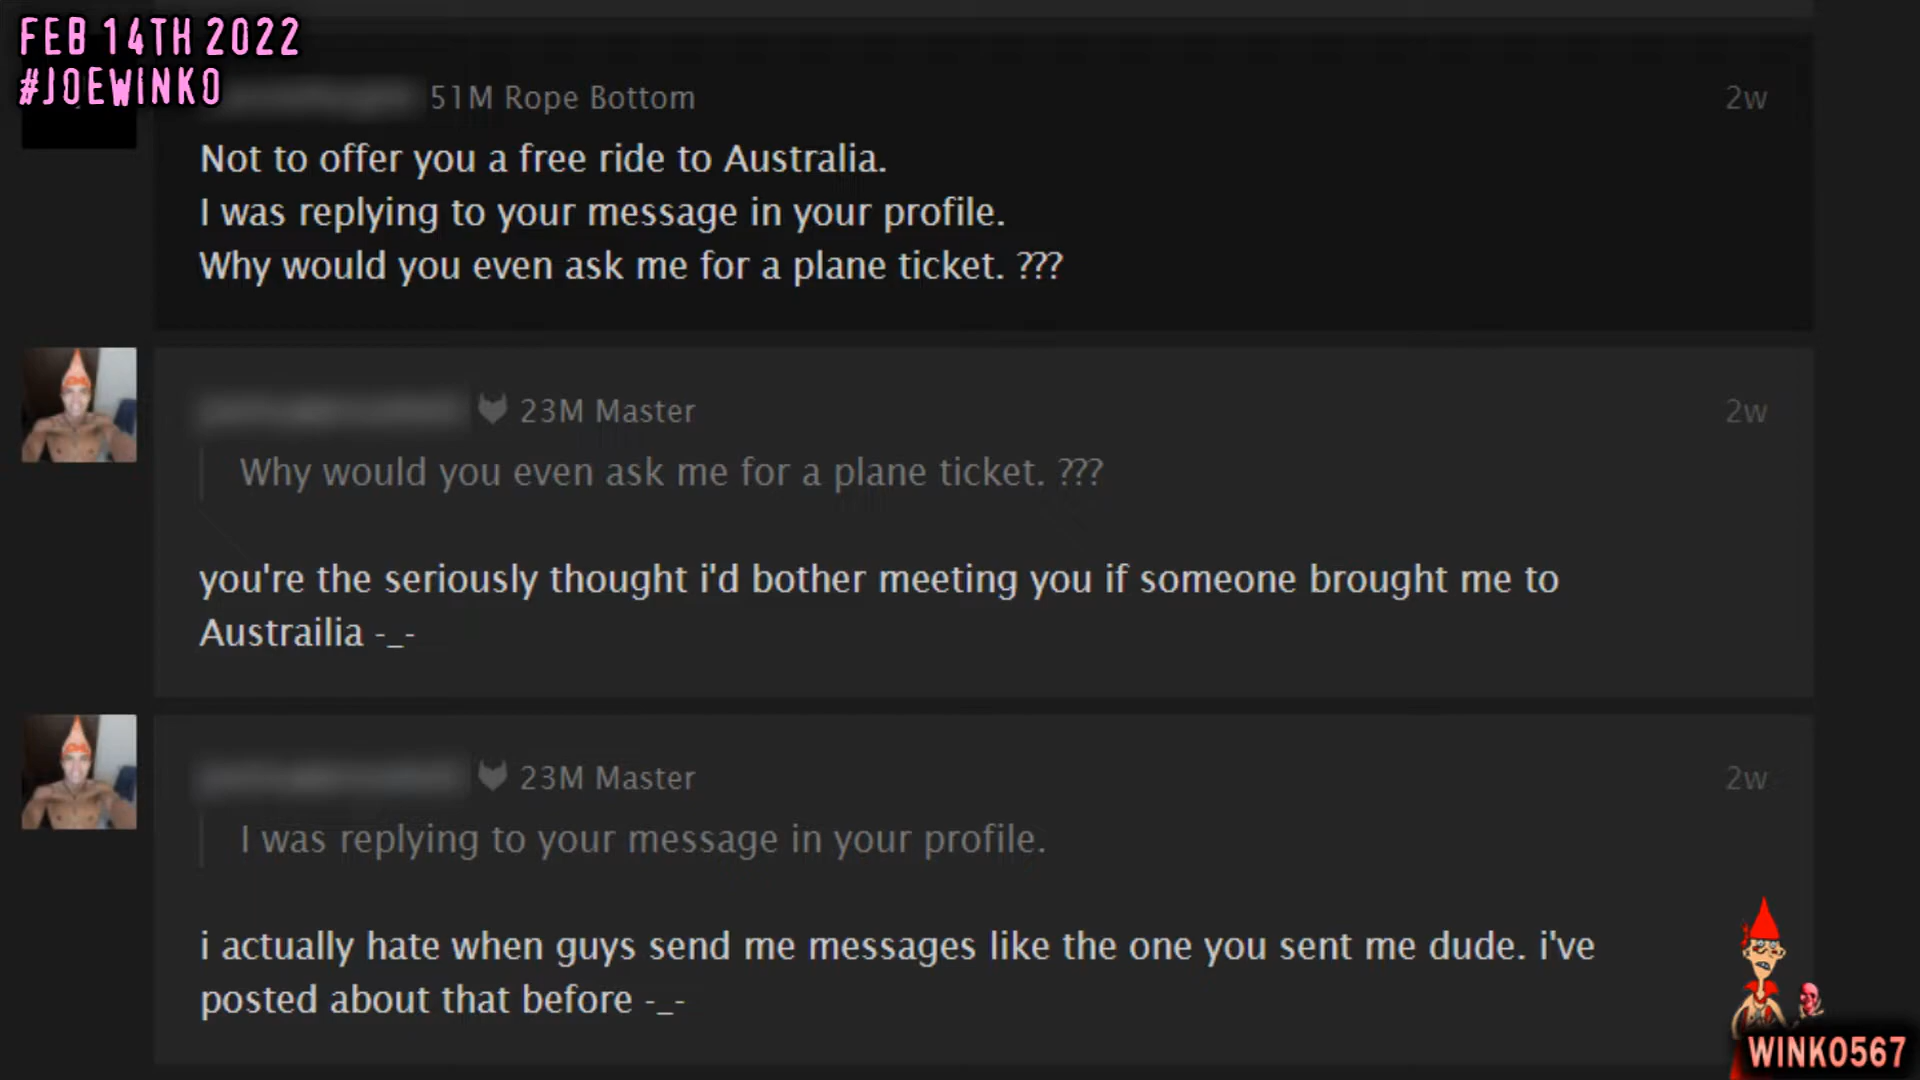 FEB 14TH 2022
#JOEWINKO
51M Rope Bottom
2w
Not to offer you a free ride to Australia.
I was replying to your message in your profile.
Why would you even ask me for a plane ticket. ???
23M Master
2w
Why would you even ask me for a plane ticket. ???
you're the seriously thought i'd bother meeting you if someone brought me to
Austrailia -_-
23M Master
2w
I was replying to your message in your profile.
i actually hate when guys send me messages like the one you sent me dude. i've
posted about that before -_-
WINKO567